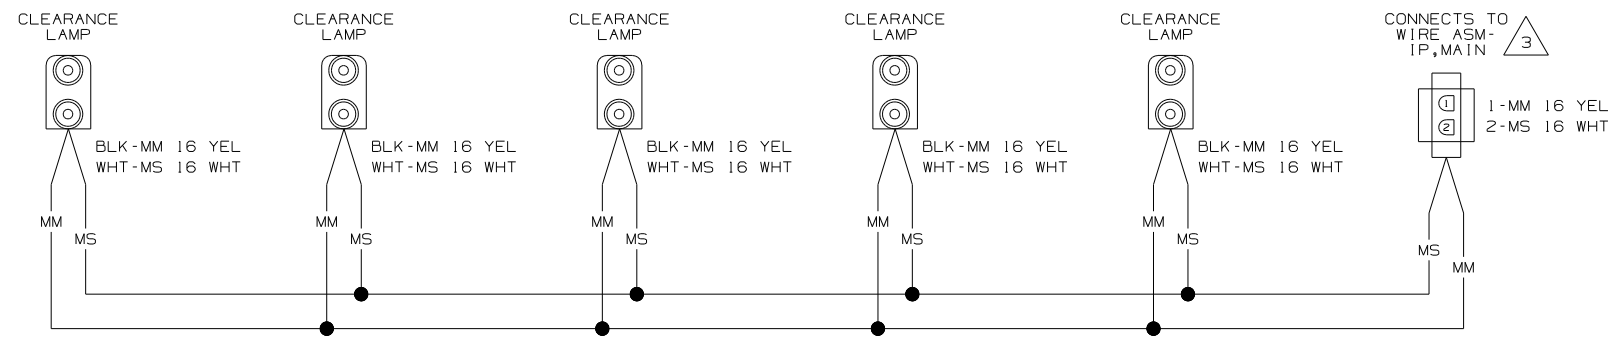 CLEARANCE
LAMP
CLEARANCE
LAMP
CLEARANCE
LAMP
CLEARANCE
LAMP
CLEARANCE
LAMP
CONNECTS TO
WIRE ASM-
IP,MAIN
3
1
2
1-MM 16 YEL
2-MS 16 WHT
BLK-MM 16 YEL
WHT-MS 16 WHT
BLK-MM 16 YEL
WHT-MS 16 WHT
BLK-MM 16 YEL
WHT-MS 16 WHT
BLK-MM 16 YEL
WHT-MS 16 WHT
BLK-MM 16 YEL
WHT-MS 16 WHT
MM
MS
MM
MS
MM
MS
MM
MS
MM
MS
MS
MM